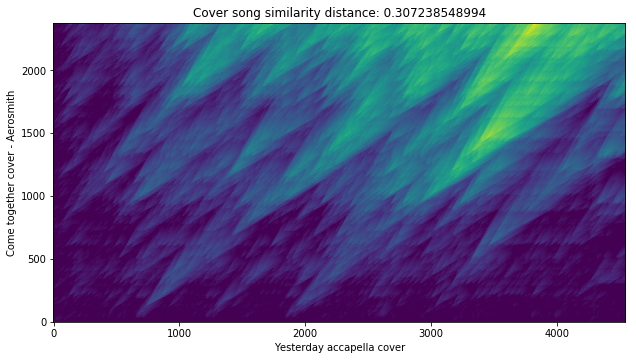 Cover song similarity distance: 0.307238548994
Come together cover - Aerosmith
2000
1500
1000
500
0
0 1000 2000 3000 4000
Yesterday accapella cover